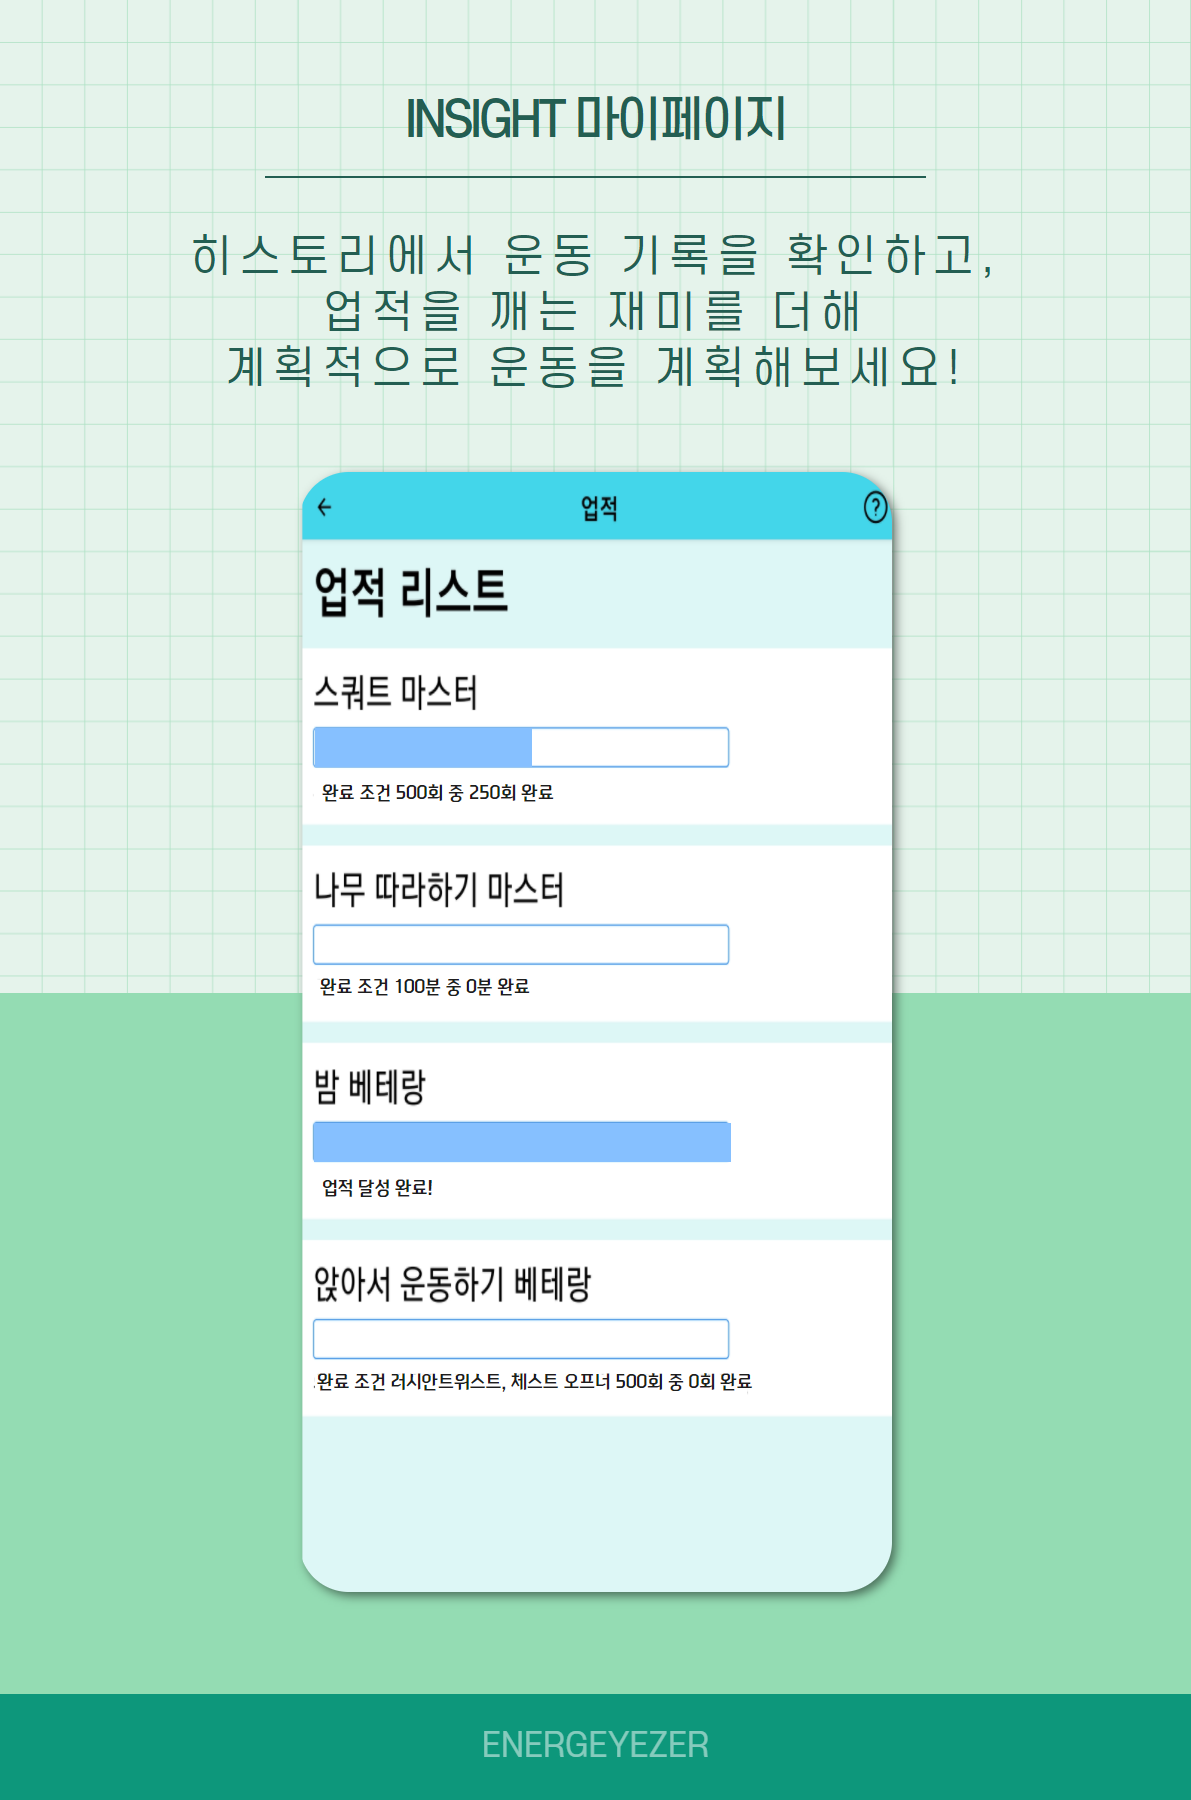 INSIGHT 마이페이지
히스토리에서 운동 기록을 확인하고,
업적을 깨는 재미를 더해
계획적으로 운동을 계획해보세요!
← 업적 ?
업적 리스트
스쿼트 마스터
완료 조건 500회 중 250회 완료
나무 따라하기 마스터
완료 조건 100분 중 0분 완료
밤 베테랑
업적 달성 완료!
앉아서 운동하기 베테랑
완료 조건 러시안트위스트, 체스트 오프너 500회 중 0회 완료
ENERGEYEZER